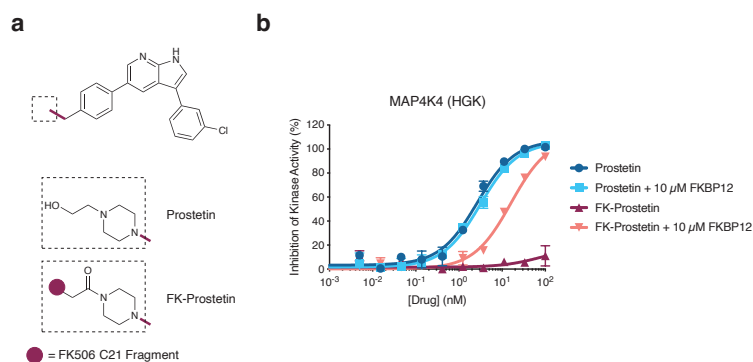 a
N
H
N
Cl
HO
N
N
Prostetin
O
N
N
FK-Prostetin
= FK506 C21 Fragment
b
MAP4K4 (HGK)
Inhibition of Kinase Activity (%)
120
100
80
60
40
20
0
10⁻³ 10⁻² 10⁻¹ 10⁰ 10¹ 10²
[Drug] (nM)
Prostetin
Prostetin + 10 µM FKBP12
FK-Prostetin
FK-Prostetin + 10 µM FKBP12